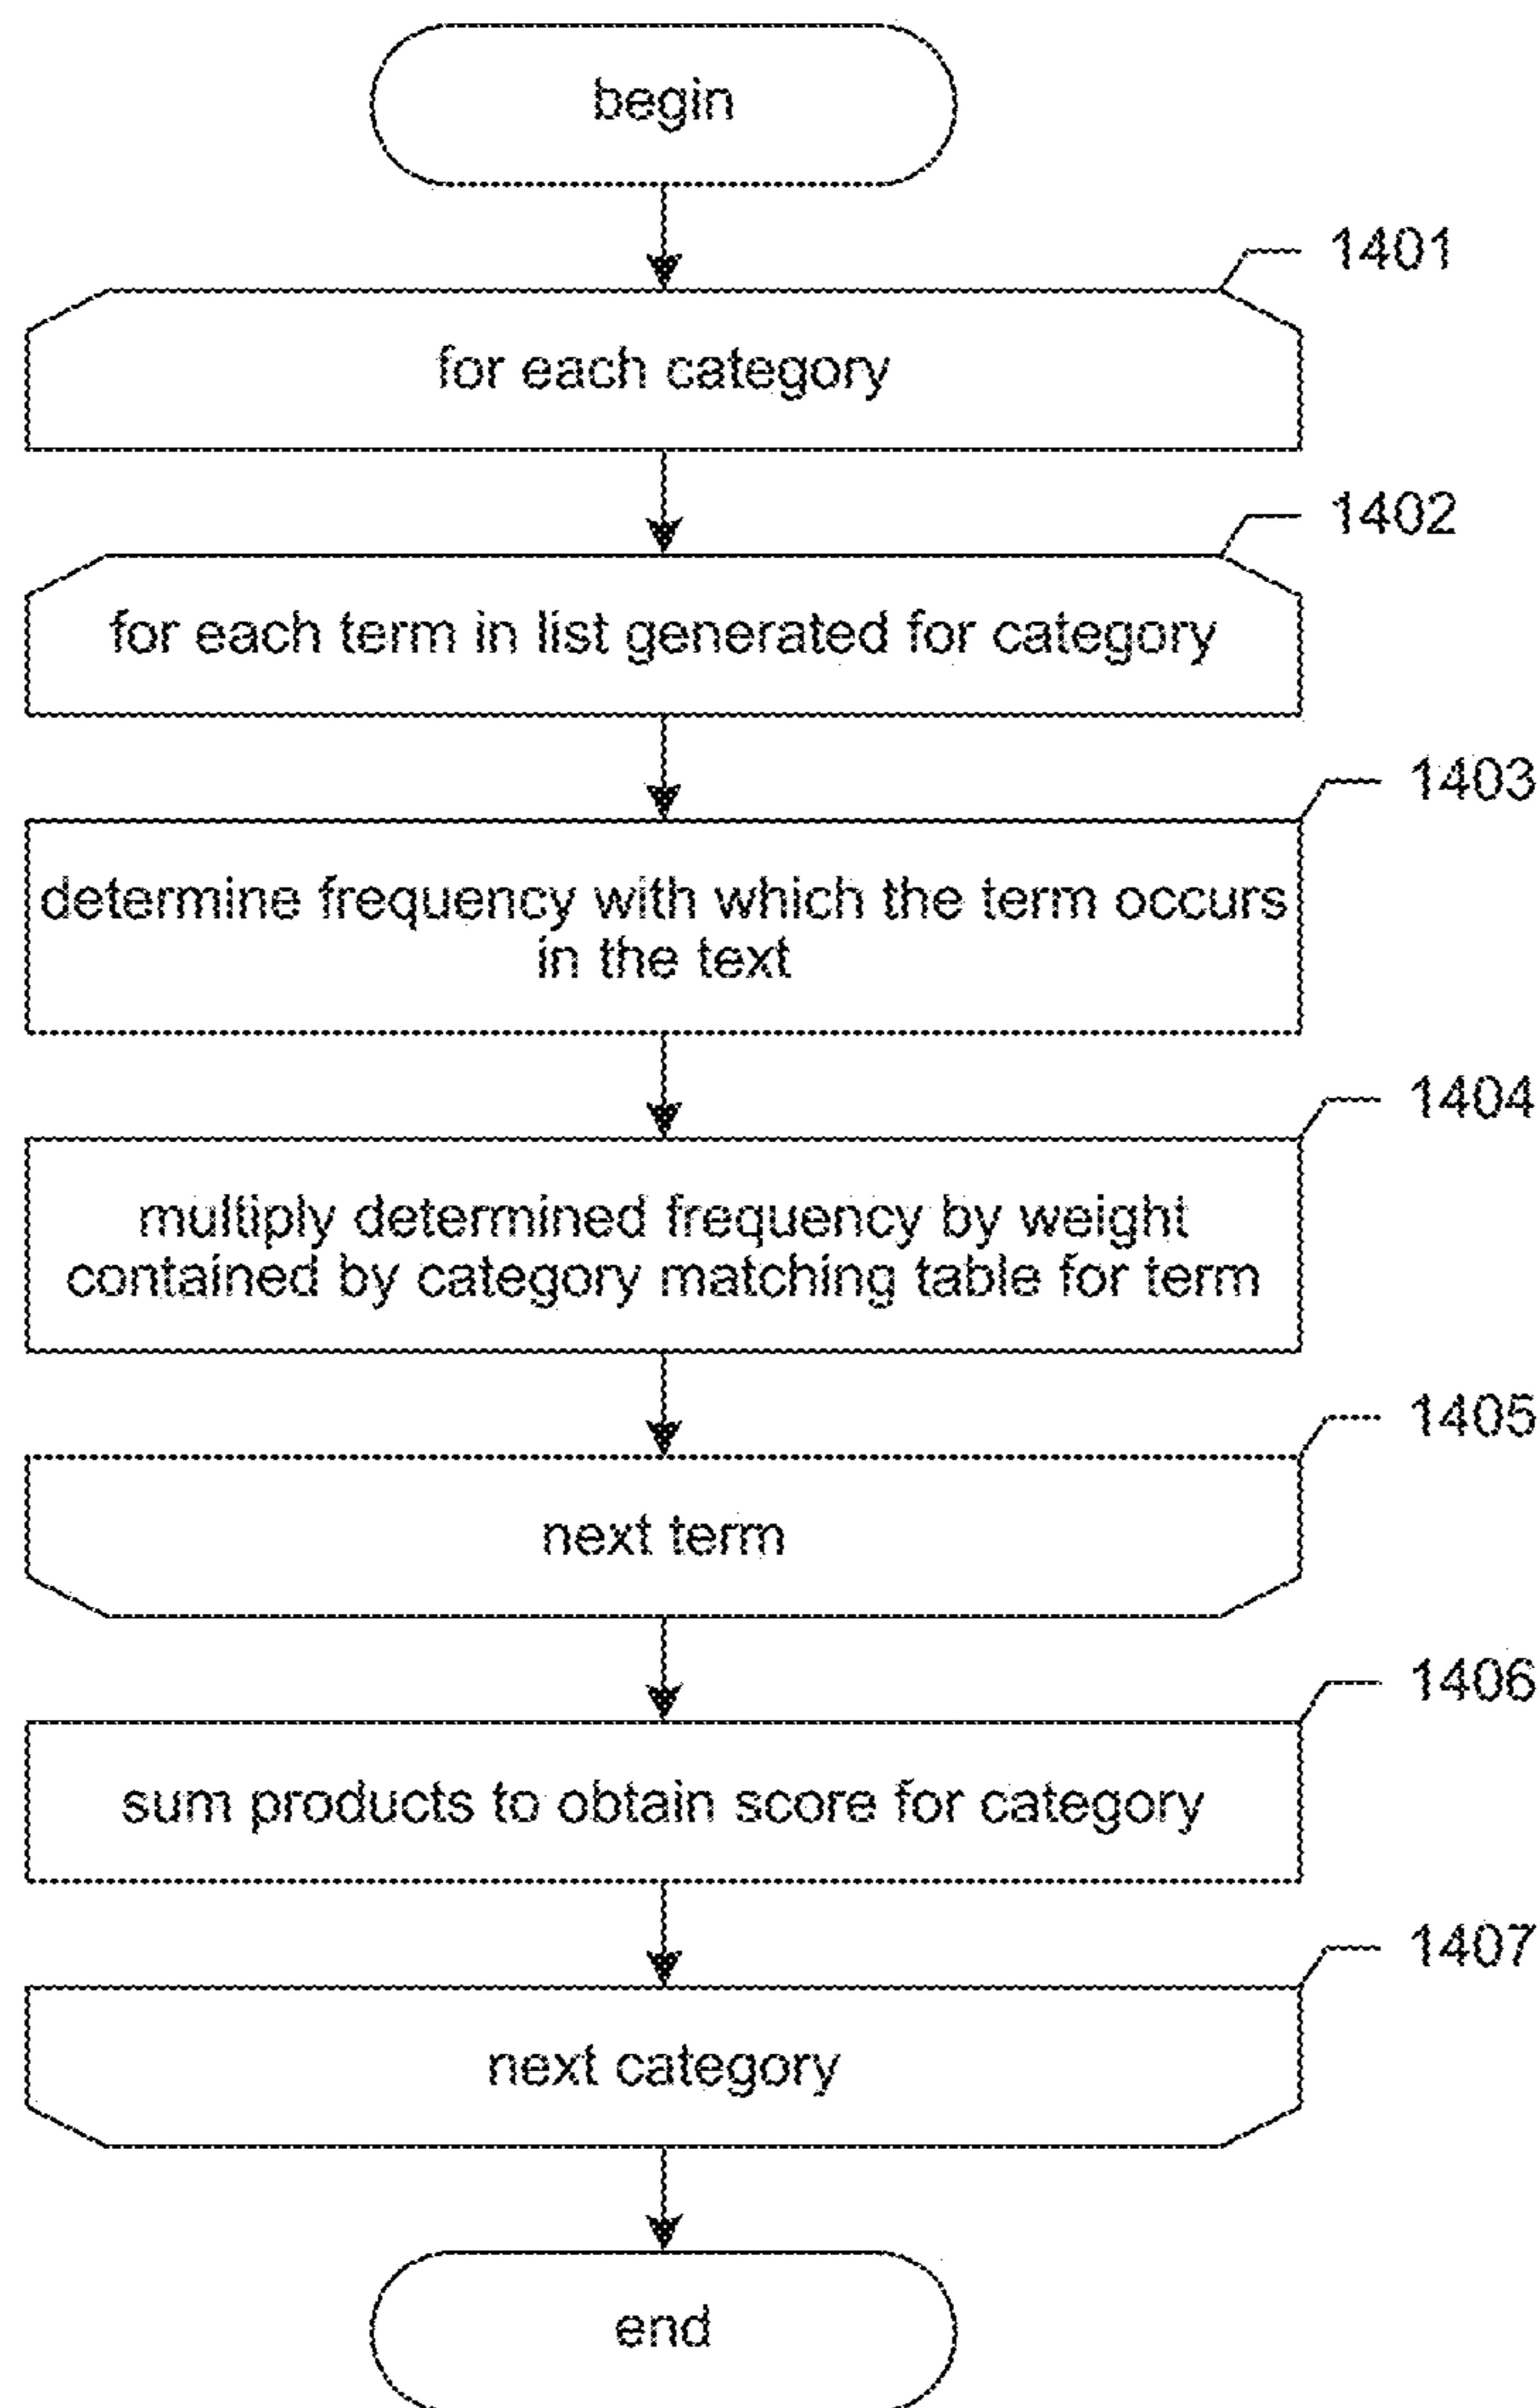 begin
1401
for each category
1402
for each term in list generated for category
1403
determine frequency with which the term occurs
in the text
1404
multiply determined frequency by weight
contained by category matching table for term
1405
next term
1406
sum products to obtain score for category
1407
next category
end